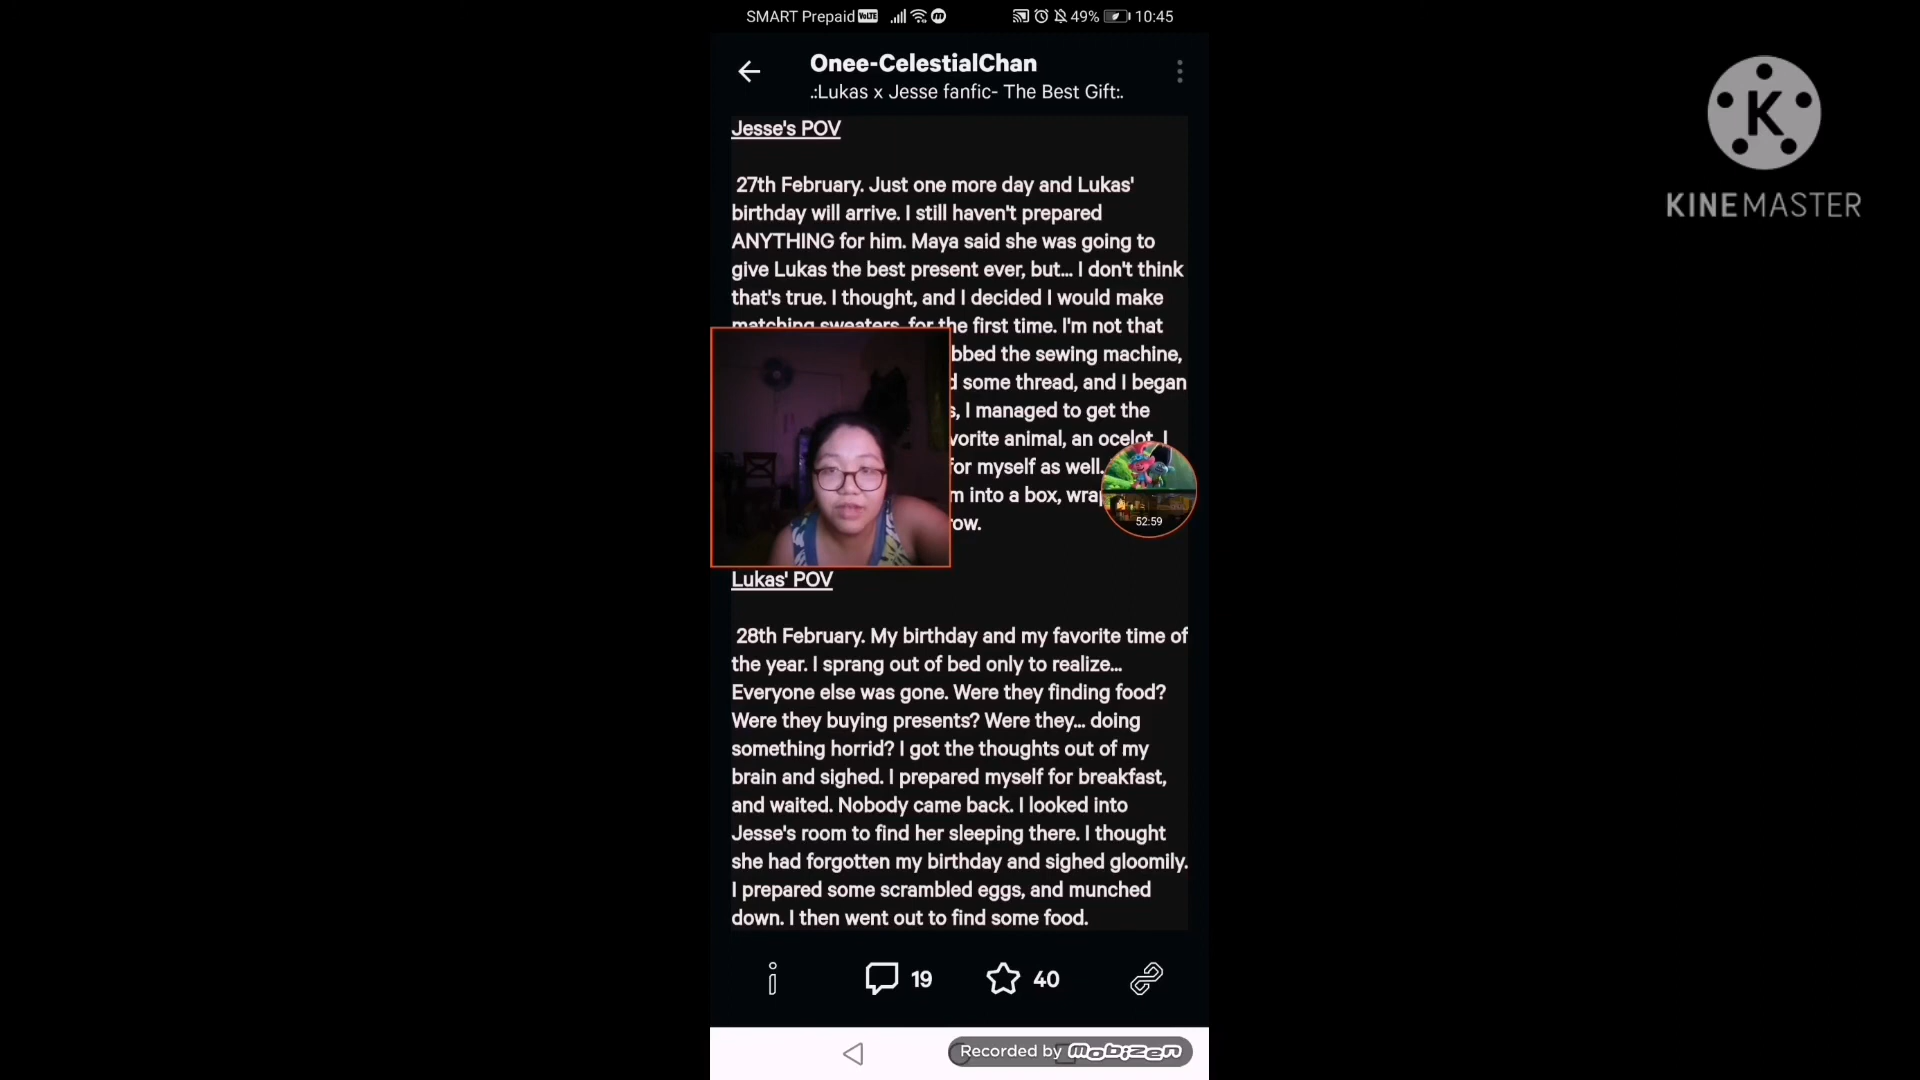 SMART Prepaid VoLTE 49% 10:45
Onee-CelestialChan
.:Lukas x Jesse fanfic- The Best Gift:.
Jesse's POV
27th February. Just one more day and Lukas'
birthday will arrive. I still haven't prepared
ANYTHING for him. Maya said she was going to
give Lukas the best present ever, but... I don't think
that's true. I thought, and I decided I would make
matching sweaters, for the first time. I'm not that
bbed the sewing machine,
some thread, and I began
I managed to get the
vorite animal, an ocelot. I
for myself as well.
into a box,
ow.
52:59
Lukas' POV
28th February. My birthday and my favorite time of
the year. I sprang out of bed only to realize...
Everyone else was gone. Were they finding food?
Were they buying presents? Were they... doing
something horrid? I got the thoughts out of my
brain and sighed. I prepared myself for breakfast,
and waited. Nobody came back. I looked into
Jesse's room to find her sleeping there. I thought
she had forgotten my birthday and sighed gloomily.
I prepared some scrambled eggs, and munched
down. I then went out to find some food.
19 40
Recorded by mobizen
K
KINEMASTER